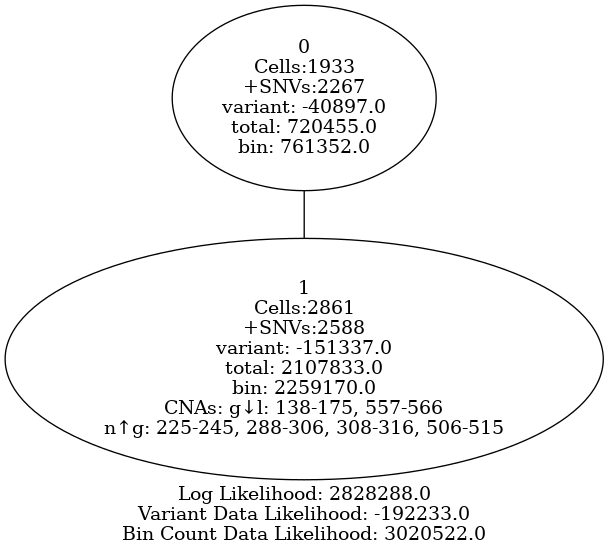 0
Cells:1933
+SNVs:2267
variant: -40897.0
total: 720455.0
bin: 761352.0
1
Cells:2861
+SNVs:2588
variant: -151337.0
total: 2107833.0
bin: 2259170.0
CNAs: g↓l: 138-175, 557-566
n↑g: 225-245, 288-306, 308-316, 506-515
Log Likelihood: 2828288.0
Variant Data Likelihood: -192233.0
Bin Count Data Likelihood: 3020522.0